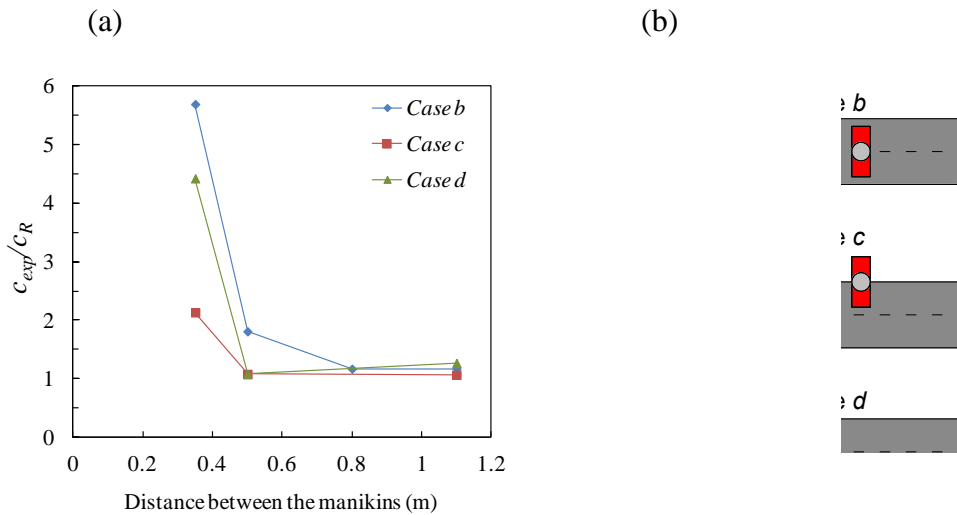 (a)
(b)
6
5
4
3
2
1
0
c_exp/c_R
0
0.2
0.4
0.6
0.8
1
1.2
Distance between the manikins (m)
Case b
Case c
Case d
e b
e c
e d